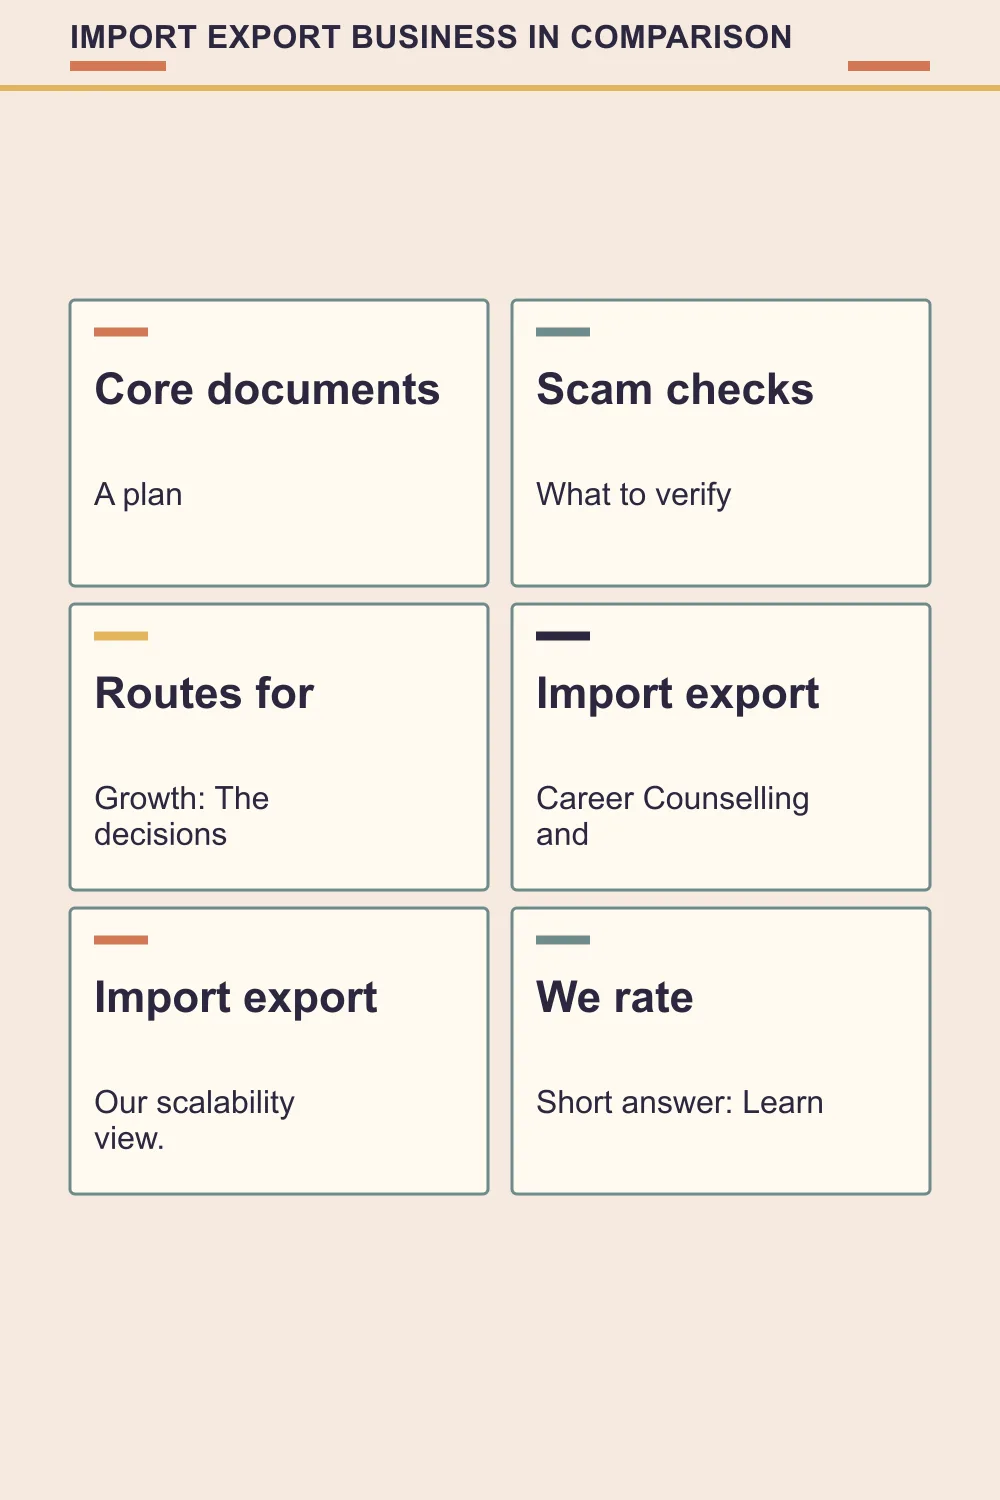 IMPORT EXPORT BUSINESS IN COMPARISON
Core documents
A plan
Scam checks
What to verify
Routes for
Growth: The
decisions
Import export
Career Counselling
and
Import export
Our scalability
view.
We rate
Short answer: Learn